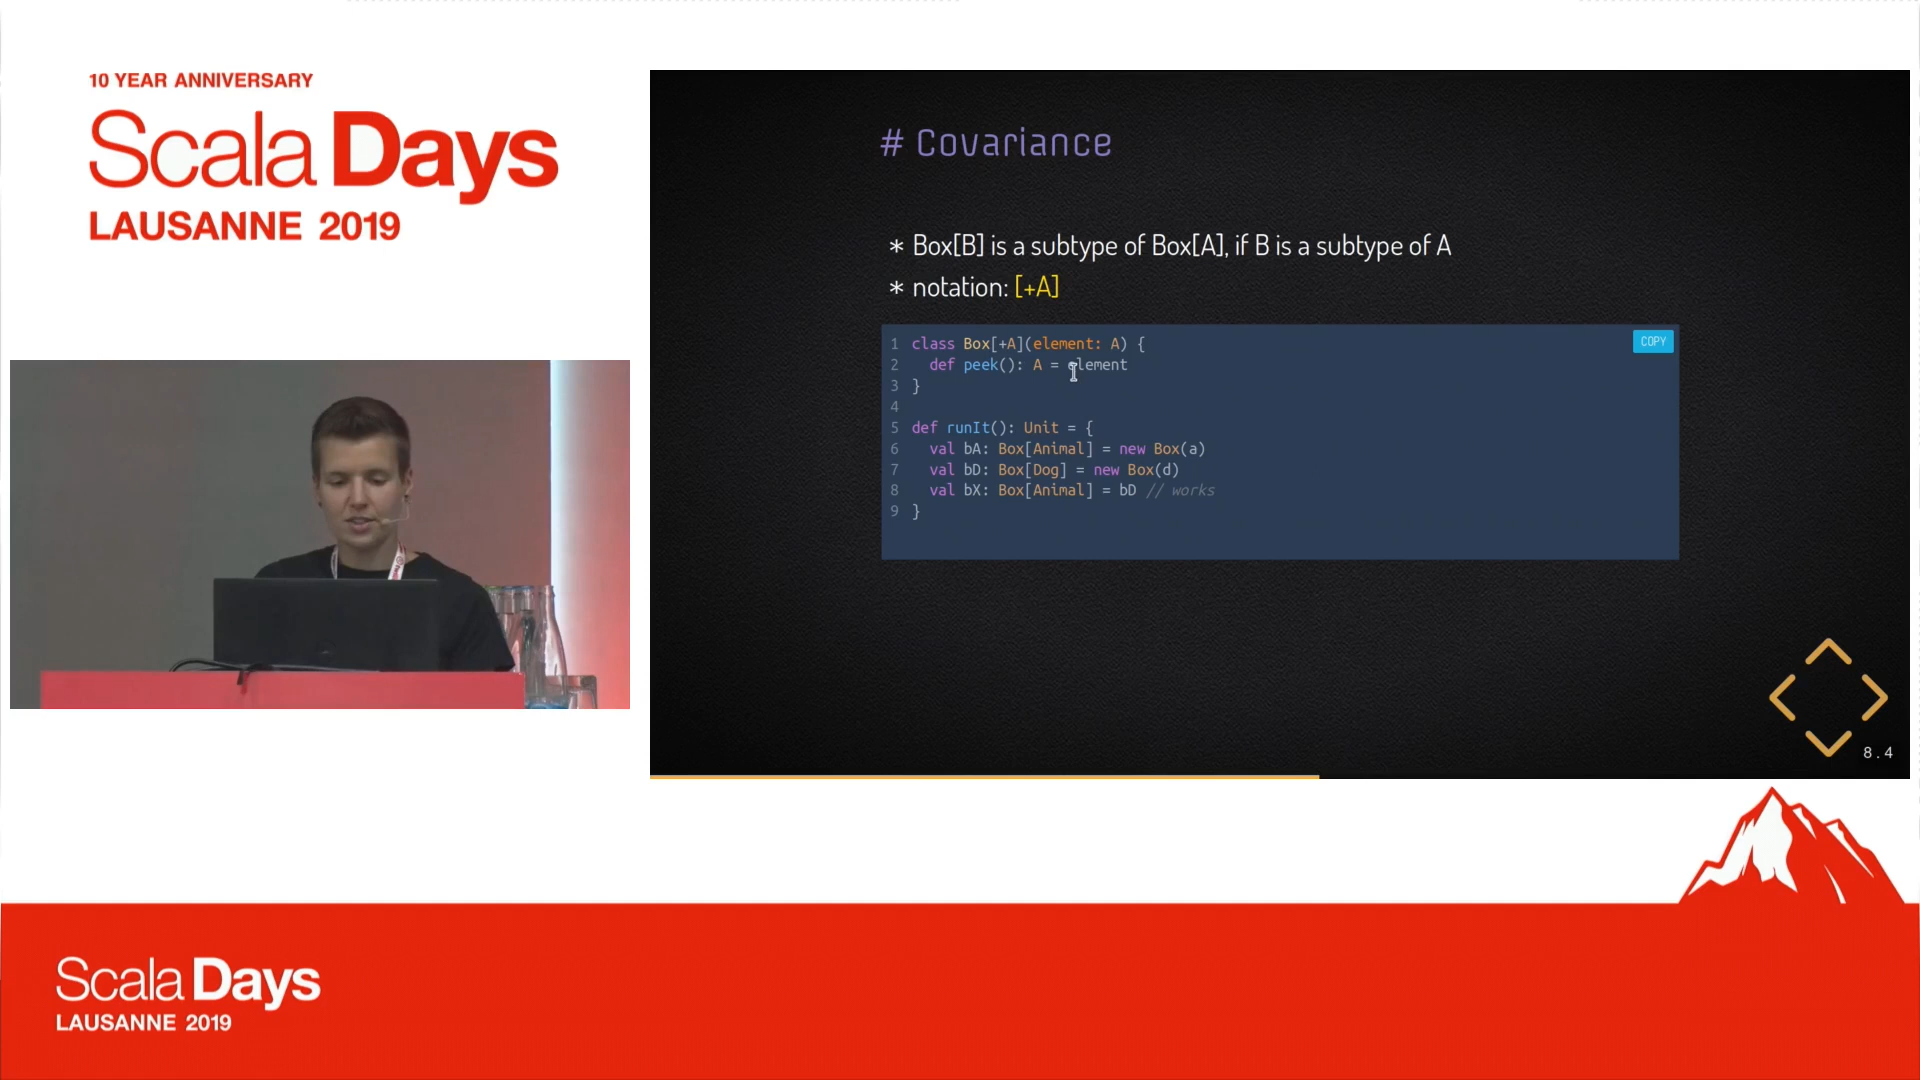 10 YEAR ANNIVERSARY
Scala Days
LAUSANNE 2019
# Covariance
* Box[B] is a subtype of Box[A], if B is a subtype of A
* notation: [+A]
COPY
1 class Box[+A](element: A) {
2   def peek(): A = element
3 }
4
5 def runIt(): Unit = {
6   val bA: Box[Animal] = new Box(a)
7   val bD: Box[Dog] = new Box(d)
8   val bX: Box[Animal] = bD // works
9 }
8.4
Scala Days
LAUSANNE 2019